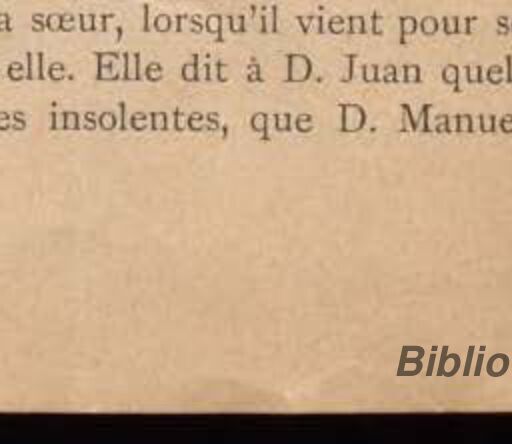 a sœur, lorsqu'il vient pour s
elle. Elle dit à D. Juan quel
es insolentes, que D. Manue
Biblio